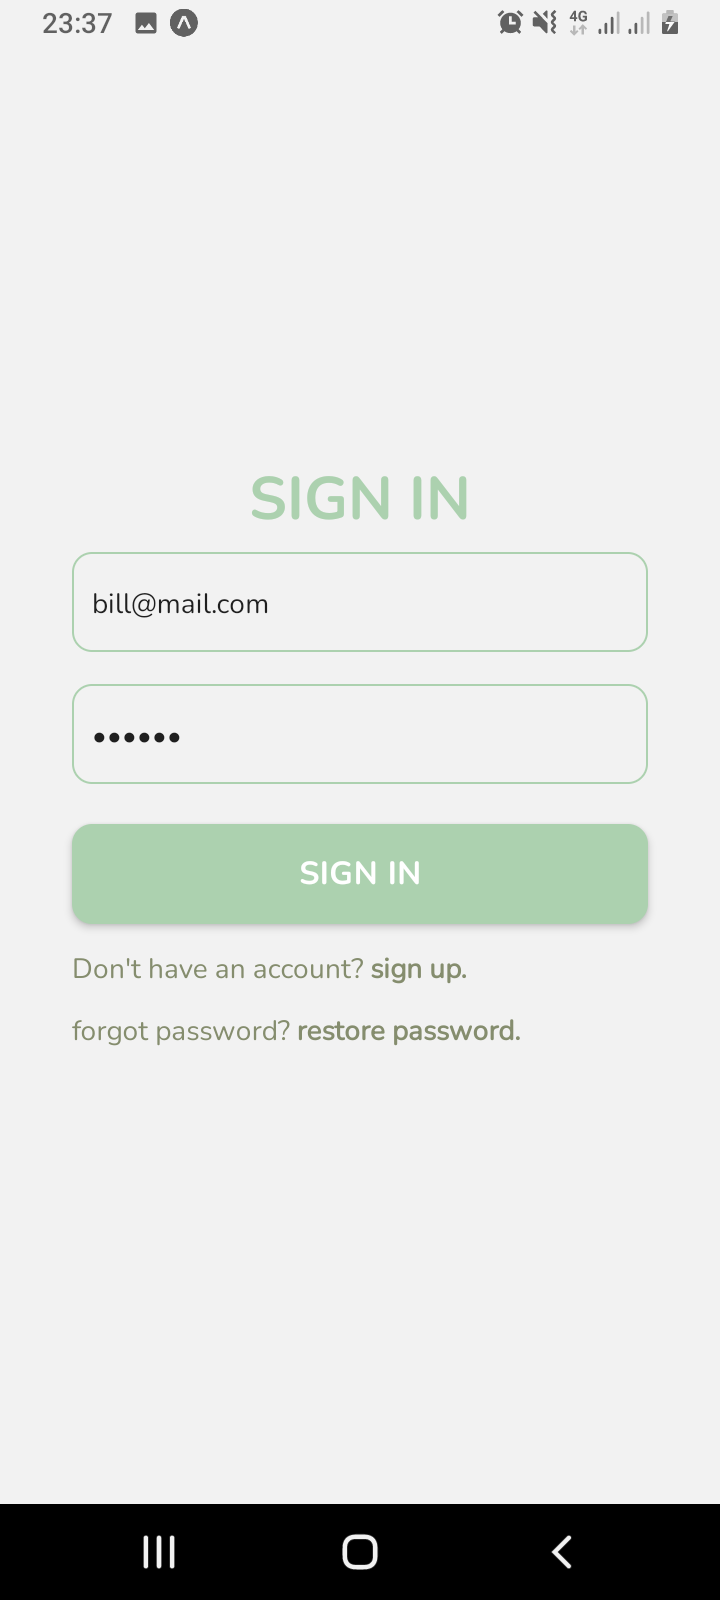 23:37 4G
SIGN IN
bill@mail.com
••••••
SIGN IN
Don't have an account? sign up.
forgot password? restore password.